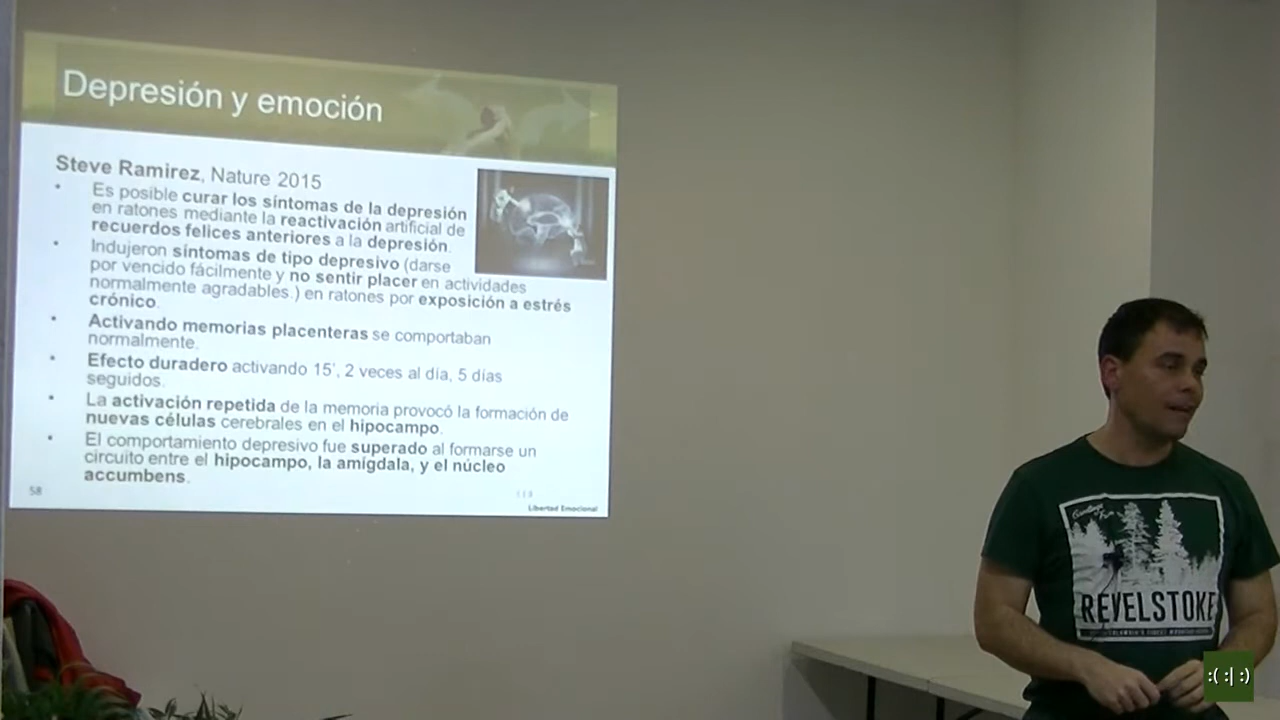 Depresión y emoción
Steve Ramirez, Nature 2015
• Es posible curar los síntomas de la depresión
en ratones mediante la reactivación artificial de
recuerdos felices anteriores a la depresión.
• Indujeron síntomas de tipo depresivo (darse
por vencido fácilmente y no sentir placer en actividades
normalmente agradables.) en ratones por exposición a estrés
crónico.
• Activando memorias placenteras se comportaban
normalmente.
• Efecto duradero activando 15', 2 veces al día, 5 días
seguidos.
• La activación repetida de la memoria provocó la formación de
nuevas células cerebrales en el hipocampo.
• El comportamiento depresivo fue superado al formarse un
circuito entre el hipocampo, la amígdala, y el núcleo
accumbens.
58
Libertad Emocional
REVELSTOKE
:( :| :)